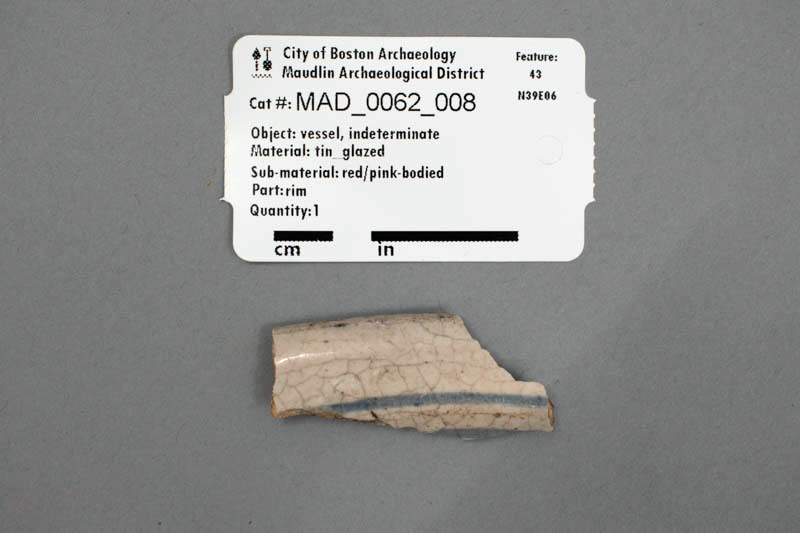 City of Boston Archaeology
Maudlin Archaeological District
Feature:
43
N39E06
Cat #: MAD_0062_008
Object: vessel, indeterminate
Material: tin_glazed
Sub-material: red/pink-bodied
Part: rim
Quantity: 1
cm in